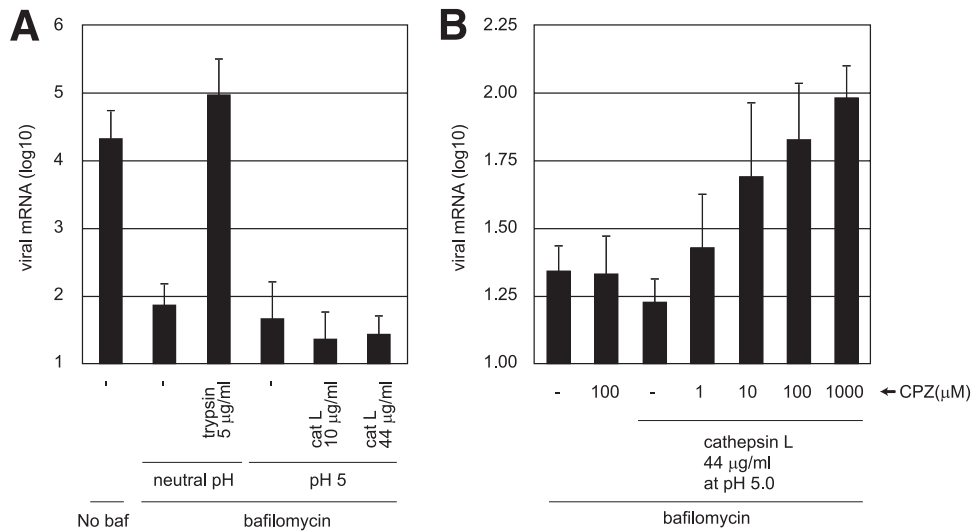 A
6
5
4
3
2
1
viral mRNA (log10)
- - trypsin 5 μg/ml - cat L 10 μg/ml cat L 44 μg/ml
neutral pH pH 5
No baf bafilomycin
B
2.25
2.00
1.75
1.50
1.25
1.00
viral mRNA (log10)
- 100 - 1 10 100 1000 ←CPZ(μM)
cathepsin L
44 μg/ml
at pH 5.0
bafilomycin